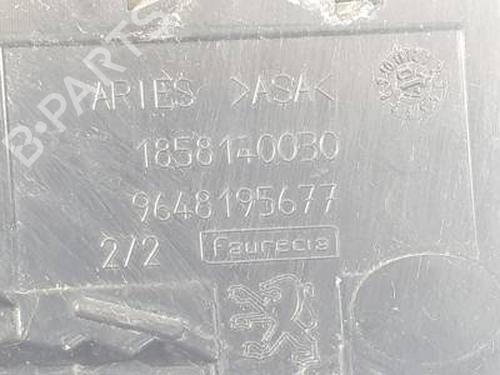 B-PARTS
ARIES >ASA<
1858140030
9648195677
2/2 faurecia